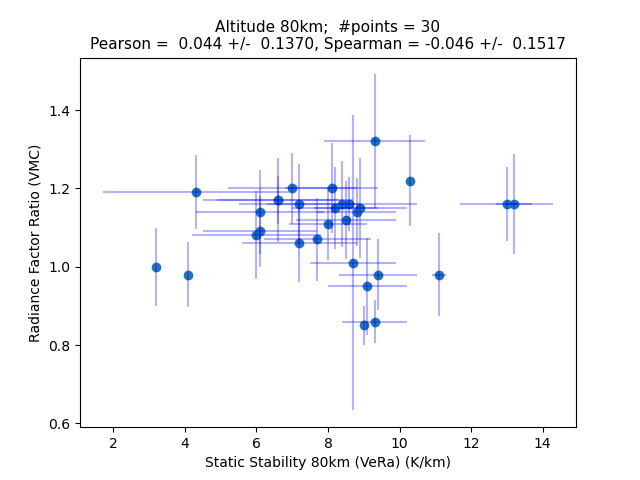 Altitude 80km;  #points = 30
Pearson =  0.044 +/-  0.1370, Spearman = -0.046 +/-  0.1517
1.4
1.2
1.0
0.8
0.6
Radiance Factor Ratio (VMC)
2 4 6 8 10 12 14
Static Stability 80km (VeRa) (K/km)